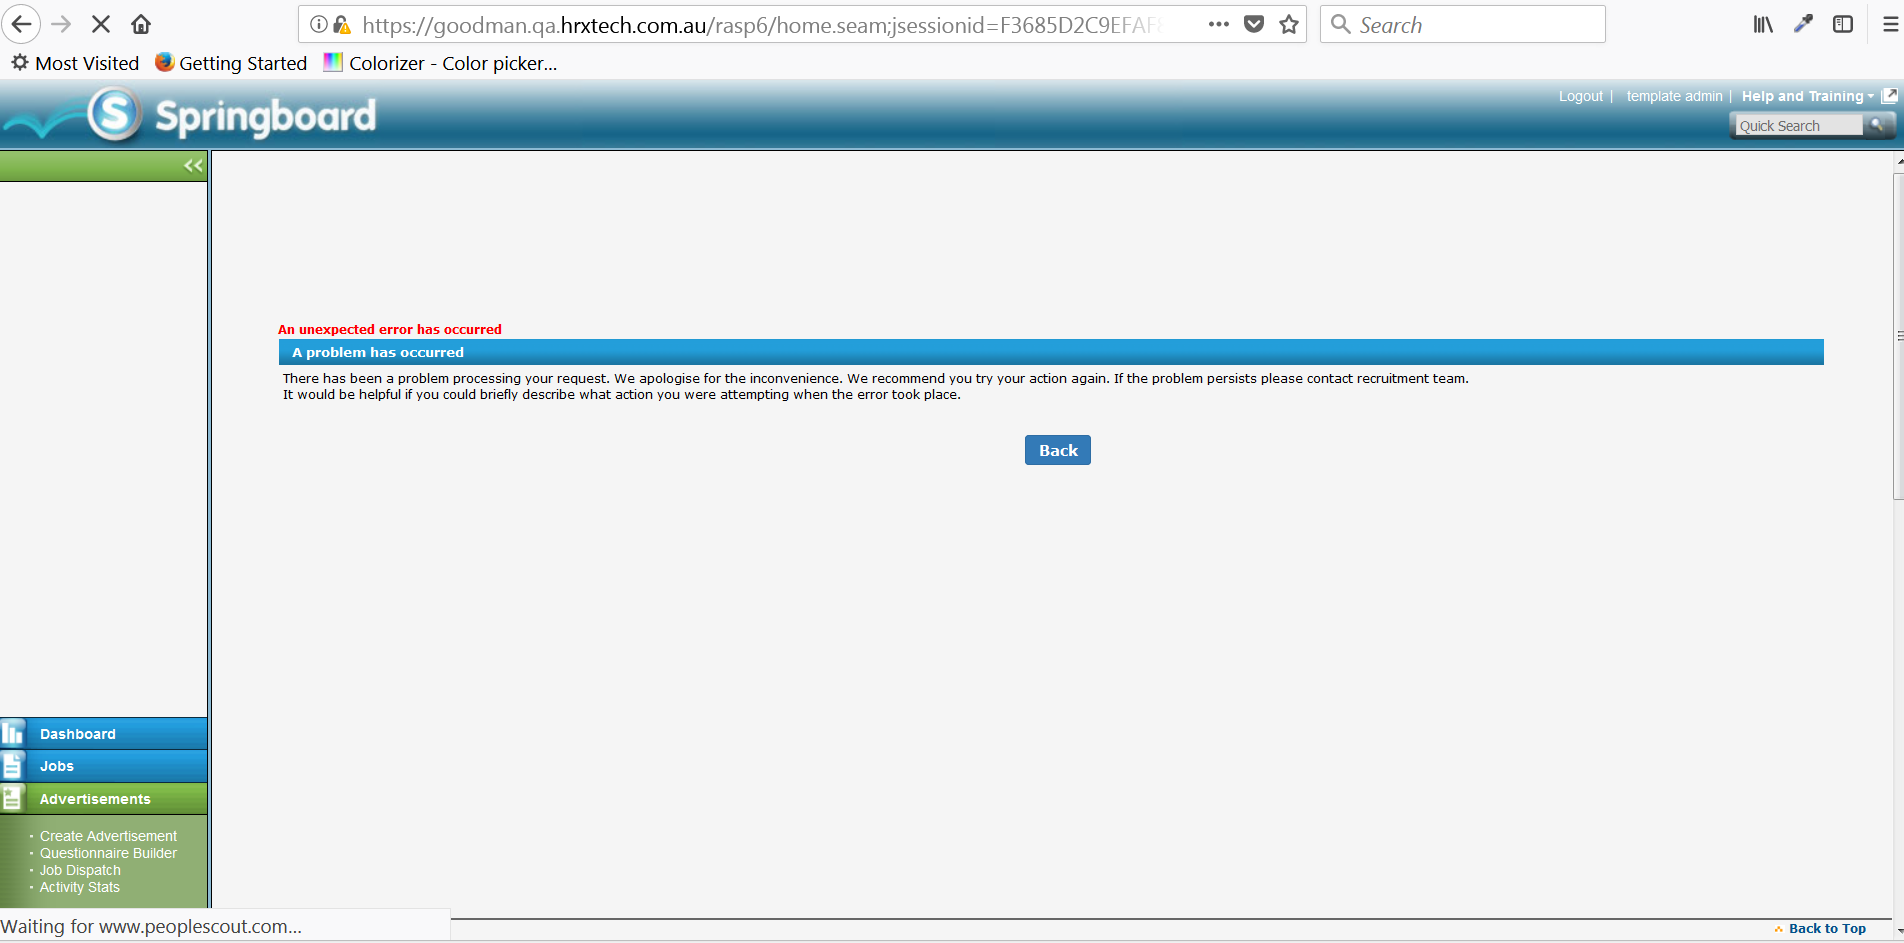 https://goodman.qa.hrxtech.com.au/rasp6/home.seam;jsessionid=F3685D2C9EFAF8
Search
Most Visited
Getting Started
Colorizer - Color picker...
S Springboard
Logout | template admin | Help and Training
Quick Search
An unexpected error has occurred
A problem has occurred
There has been a problem processing your request. We apologise for the inconvenience. We recommend you try your action again. If the problem persists please contact recruitment team.
It would be helpful if you could briefly describe what action you were attempting when the error took place.
Back
Dashboard
Jobs
Advertisements
Create Advertisement
Questionnaire Builder
Job Dispatch
Activity Stats
Waiting for www.peoplescout.com...
Back to Top